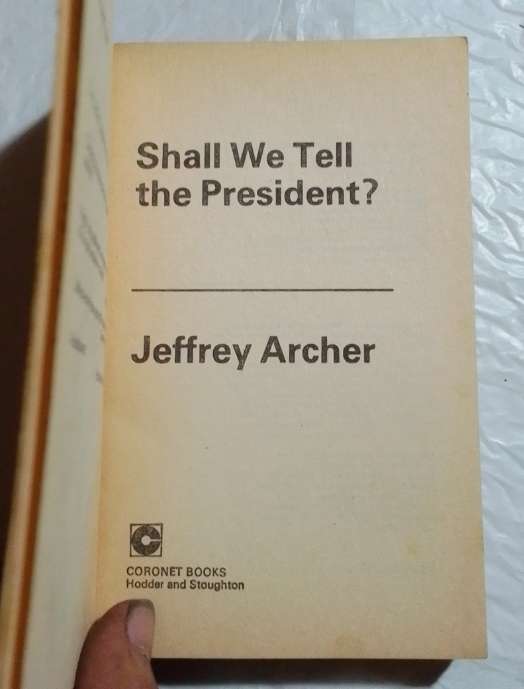 Shall We Tell
the President?
Jeffrey Archer
CORONET BOOKS
Hodder and Stoughton